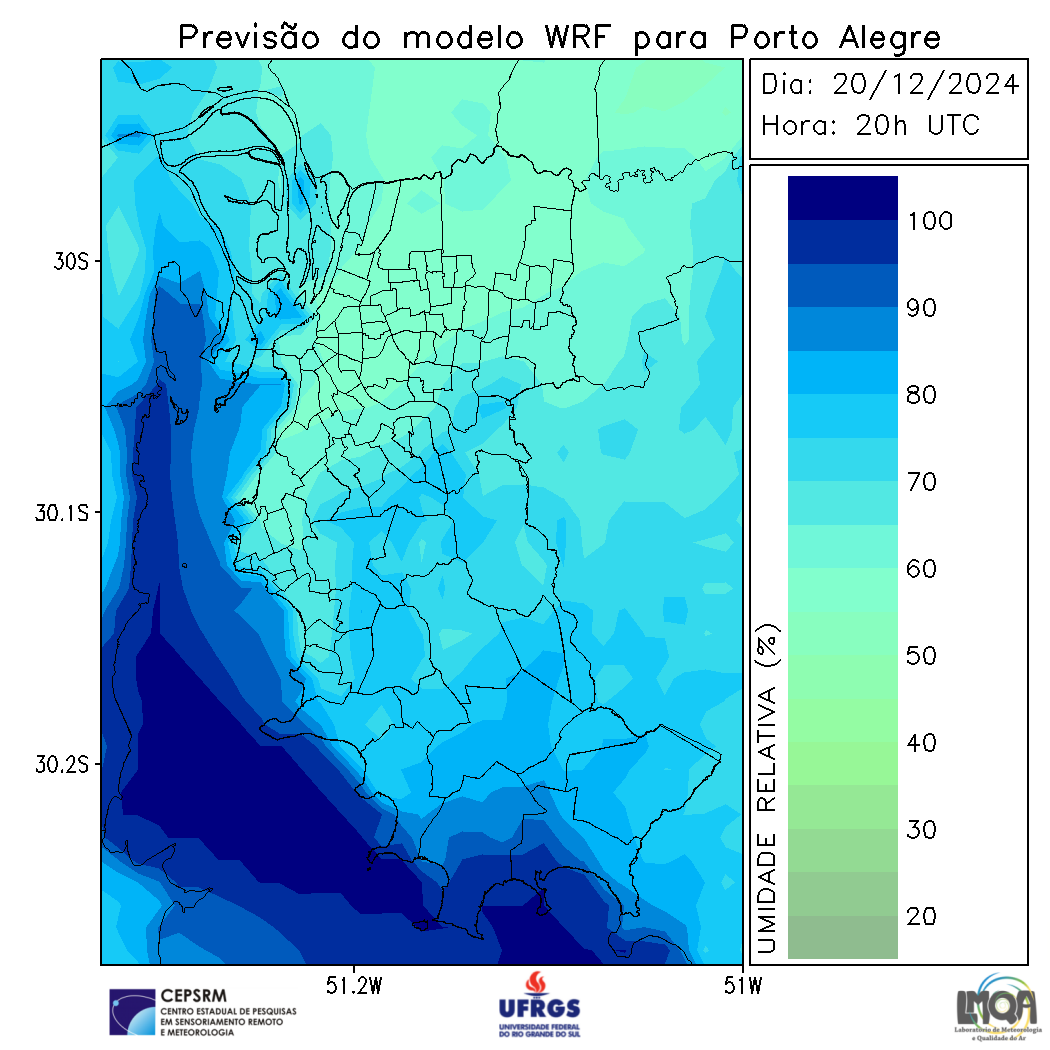 Previsão do modelo WRF para Porto Alegre
Dia: 20/12/2024
Hora: 20h UTC
100
90
80
70
60
50
40
30
20
UMIDADE RELATIVA (%)
30S
30.1S
30.2S
51.2W
51W
CEPSRM
CENTRO ESTADUAL DE PESQUISAS
EM SENSORIAMENTO REMOTO
E METEOROLOGIA
UFRGS
UNIVERSIDADE FEDERAL
DO RIO GRANDE DO SUL
LMQA
Laboratório de Meteorologia
e Qualidade do Ar